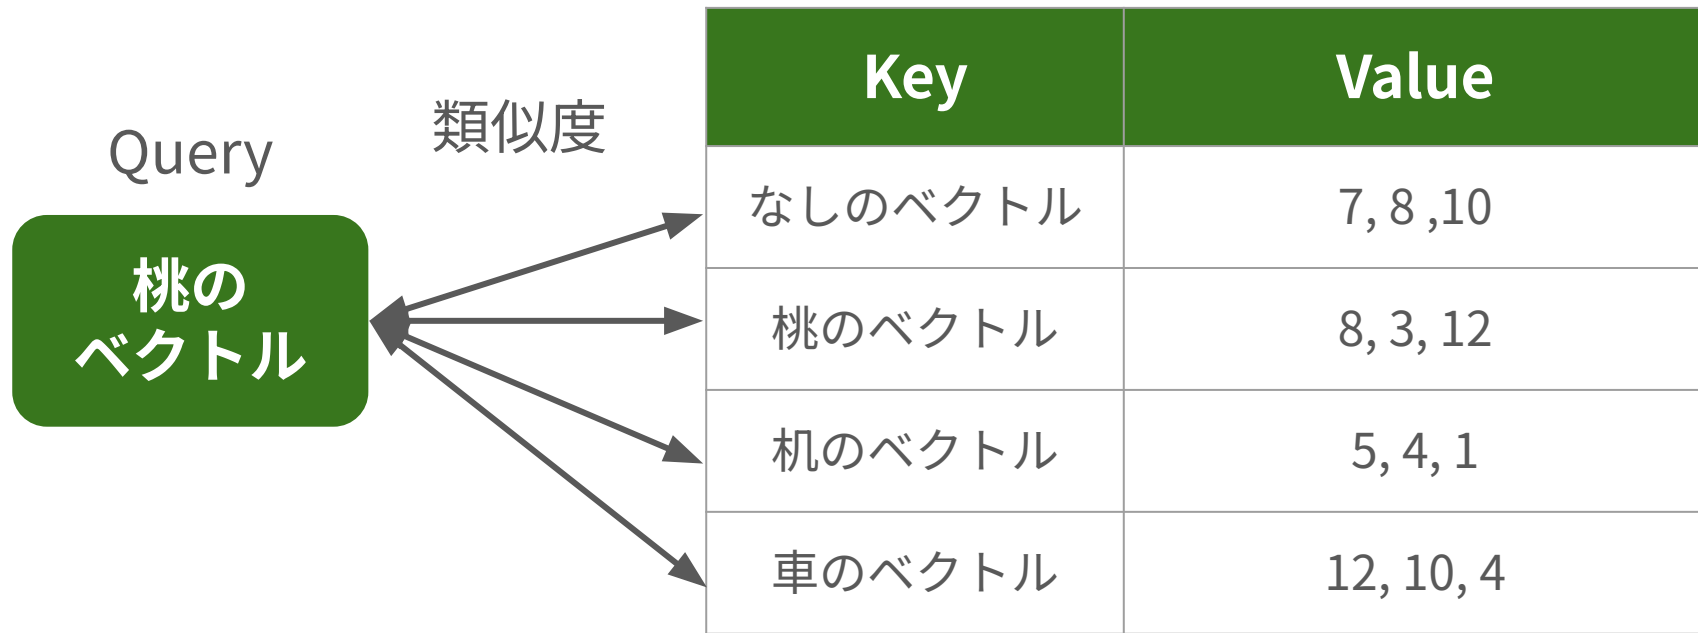 Query
桃の
ベクトル
類似度
Key Value
なしのベクトル 7, 8 ,10
桃のベクトル 8, 3, 12
机のベクトル 5, 4, 1
車のベクトル 12, 10, 4